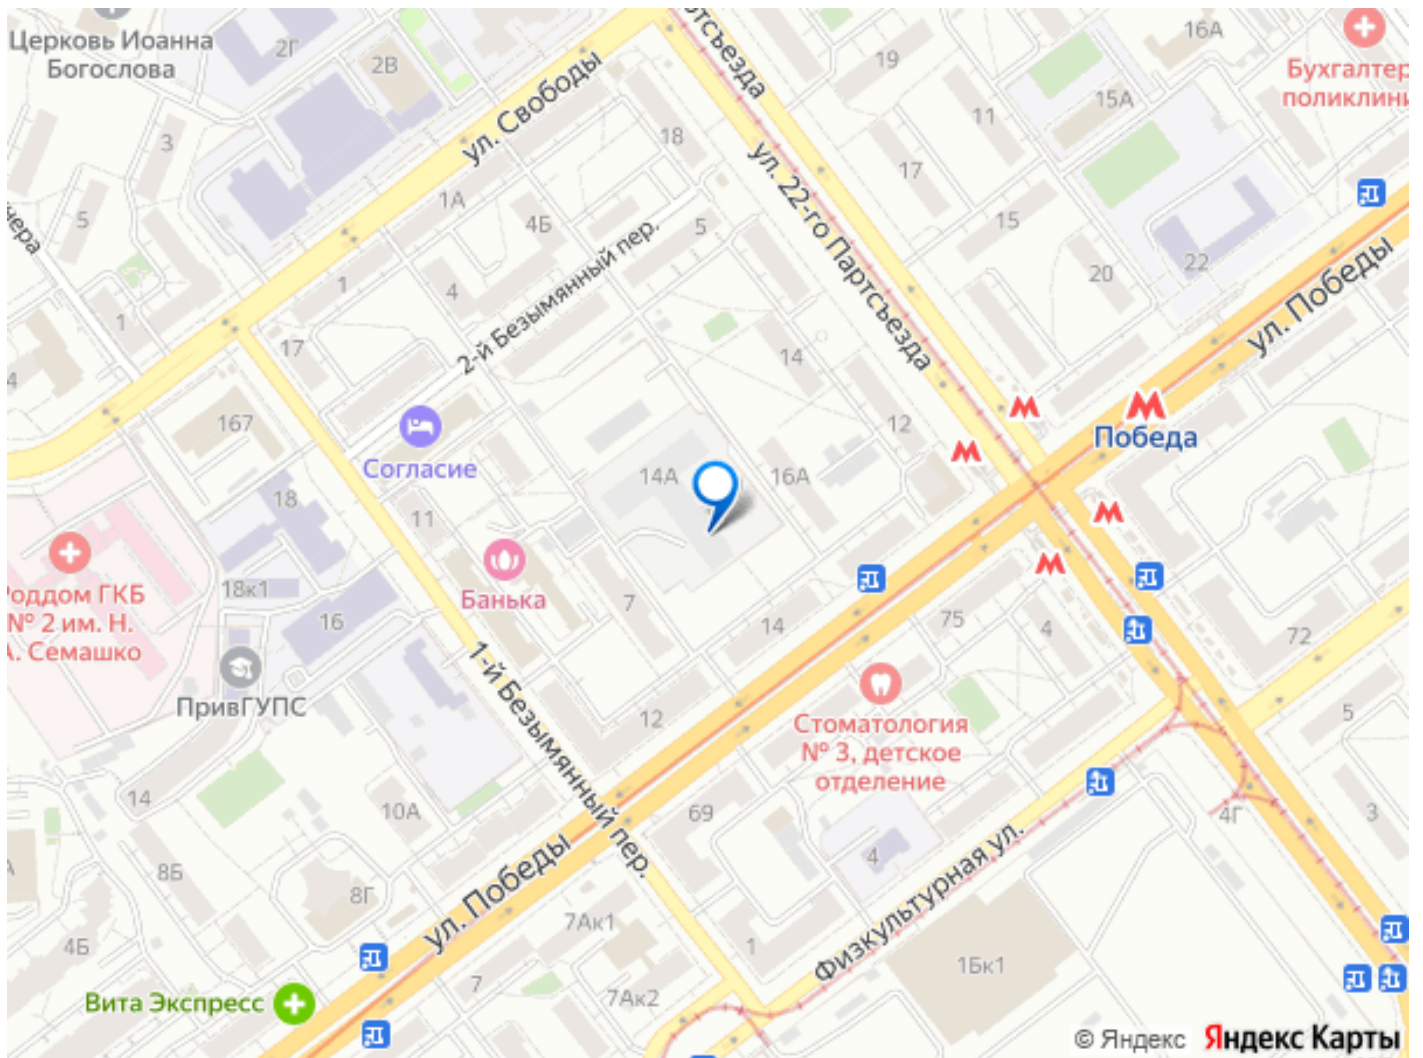 Церковь Иоанна
Богослова
2Г
2В
19
16А
Бухгалтер
поликлини
15А
11
ул. Свободы
18
17
3
5
1А
4Б
5
15
ул. 22-го Партсъезда
20
22
ул. Победы
1
4
2-й Безымянный пер.
1
17
14
4
167
12
Победа
Согласие
14А
16А
18
11
Роддом ГКБ
№ 2 им. Н.
А. Семашко
18к1
16
Банька
7
14
75
4
72
ПривГУПС
1-й Безымянный пер.
12
Стоматология
№ 3, детское
отделение
5
14
10А
69
4Г
3
8Б
8Г
4
ул. Победы
Физкультурная ул.
4Б
7Ак1
1
1Бк1
7
7Ак2
Вита Экспресс
© Яндекс Яндекс Карты